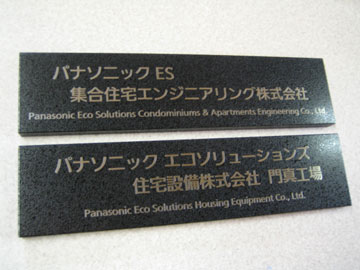 パナソニック ES
集合住宅エンジニアリング株式会社
Panasonic Eco Solutions Condominiums & Apartments Engineering Co., Ltd.
パナソニック エコソリューションズ
住宅設備株式会社 門真工場
Panasonic Eco Solutions Housing Equipment Co., Ltd.